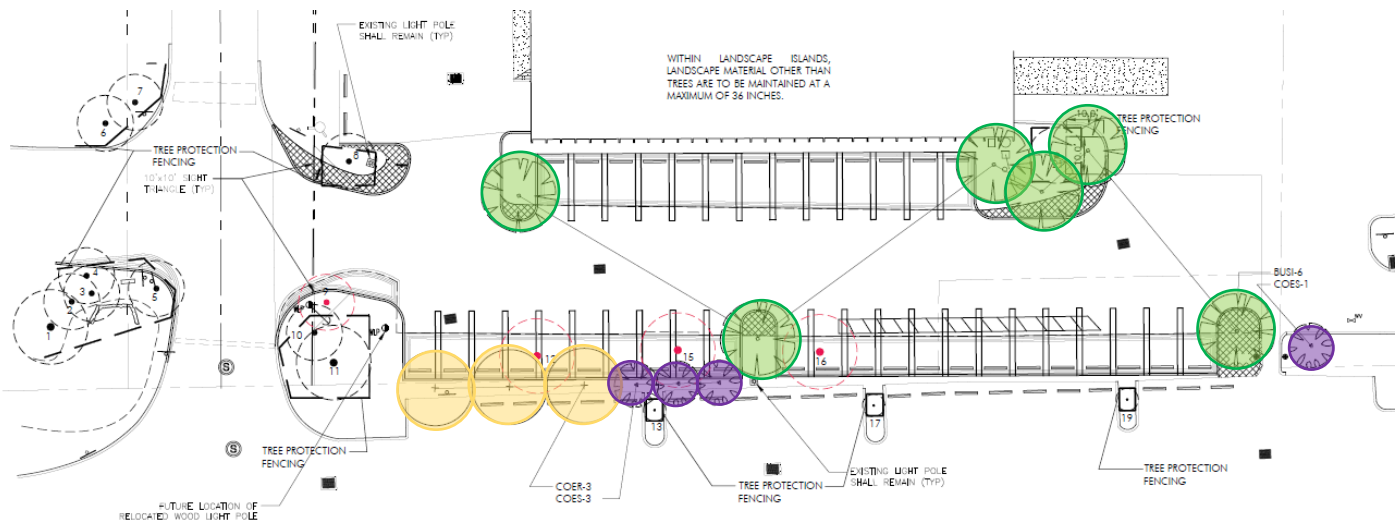 EXISTING LIGHT POLE
SHALL REMAIN (TYP)
WITHIN LANDSCAPE ISLANDS,
LANDSCAPE MATERIAL OTHER THAN
TREES ARE TO BE MAINTAINED AT A
MAXIMUM OF 36 INCHES.
7
6
TREE PROTECTION
FENCING
8
TREE PROTECTION
FENCING
10'x10' SIGHT
TRIANGLE (TYP)
4
3
5
1
9
WLP
WLP
10
11
12
15
16
BUSI-6
COES-1
WV
S
13
17
19
S
TREE PROTECTION
FENCING
COER-3
COES-3
TREE PROTECTION
FENCING
EXISTING LIGHT POLE
SHALL REMAIN (TYP)
TREE PROTECTION
FENCING
FUTURE LOCATION OF
RELOCATED WOOD LIGHT POLE